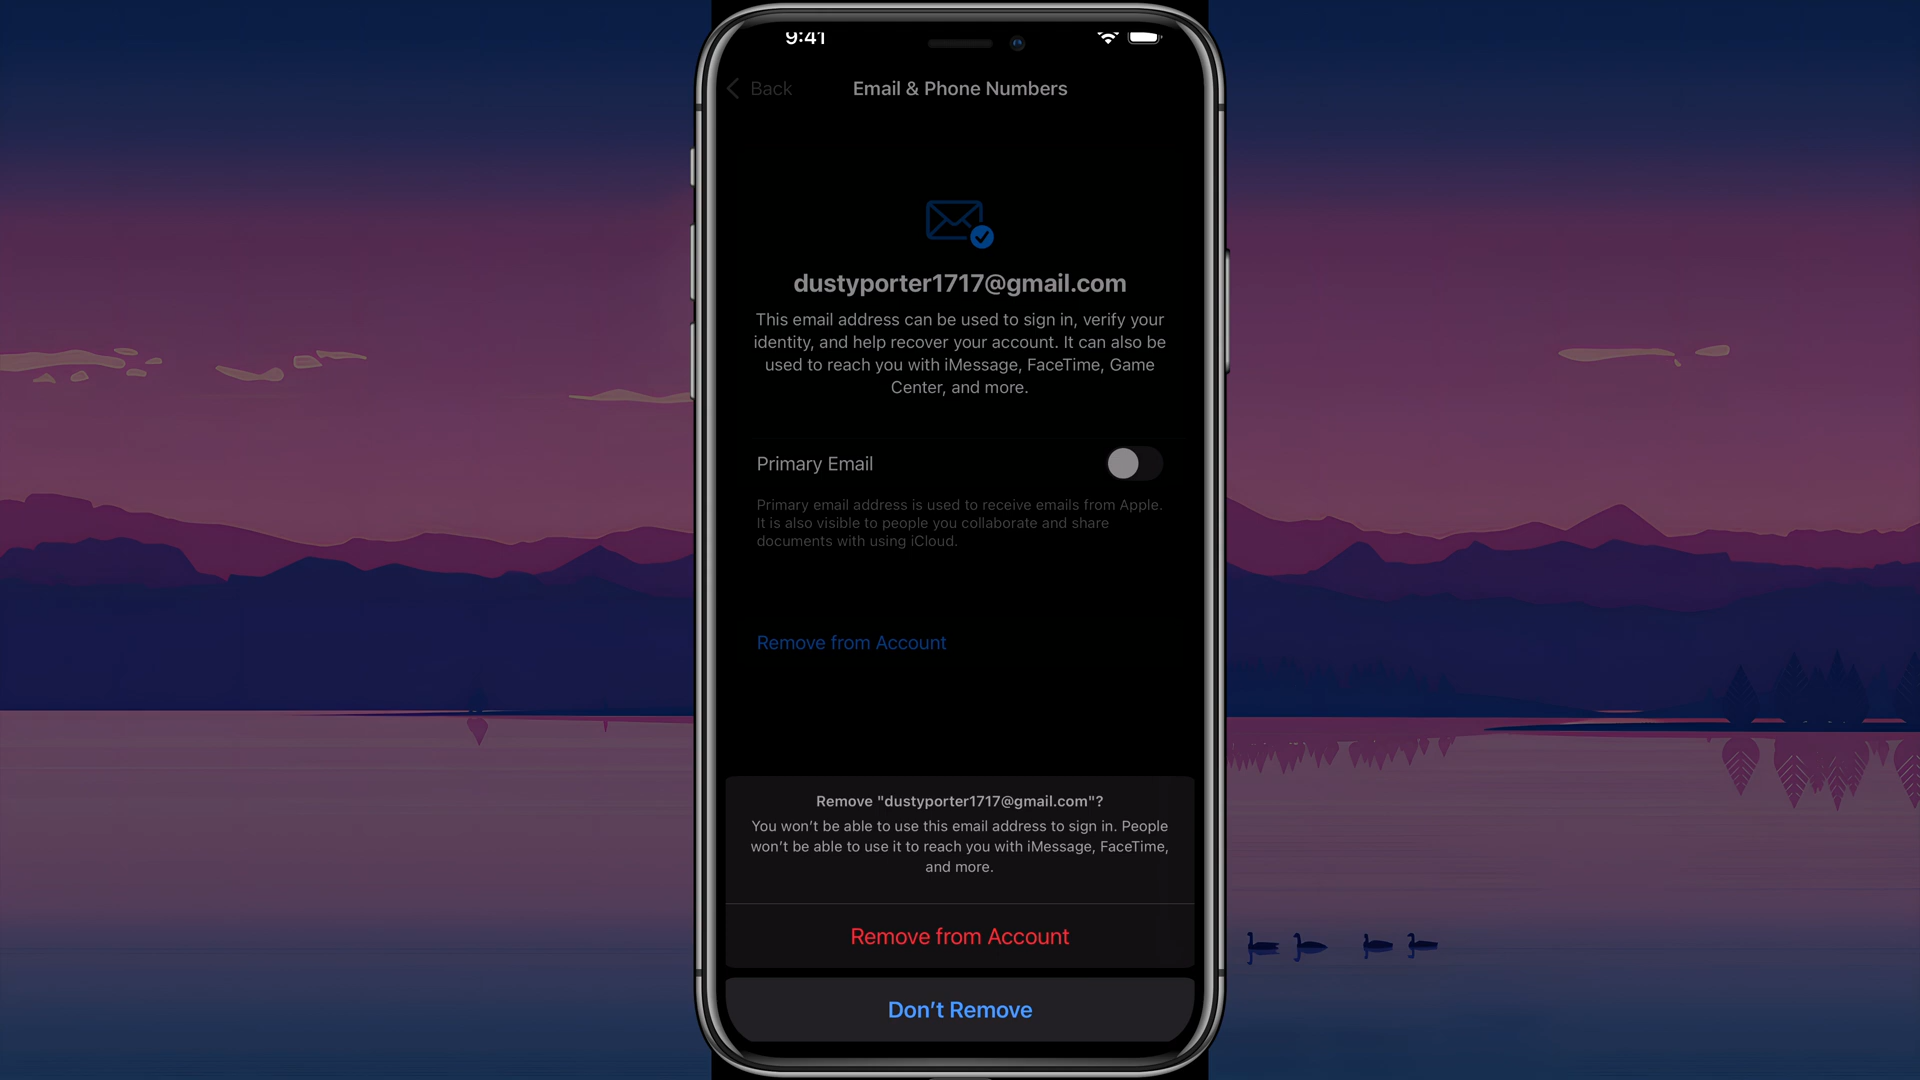 9:41
Back
Email & Phone Numbers
dustyporter1717@gmail.com
This email address can be used to sign in, verify your
identity, and help recover your account. It can also be
used to reach you with iMessage, FaceTime, Game
Center, and more.
Primary Email
Primary email address is used to receive emails from Apple.
It is also visible to people you collaborate and share
documents with using iCloud.
Remove from Account
Remove "dustyporter1717@gmail.com"?
You won’t be able to use this email address to sign in. People
won’t be able to use it to reach you with iMessage, FaceTime,
and more.
Remove from Account
Don’t Remove